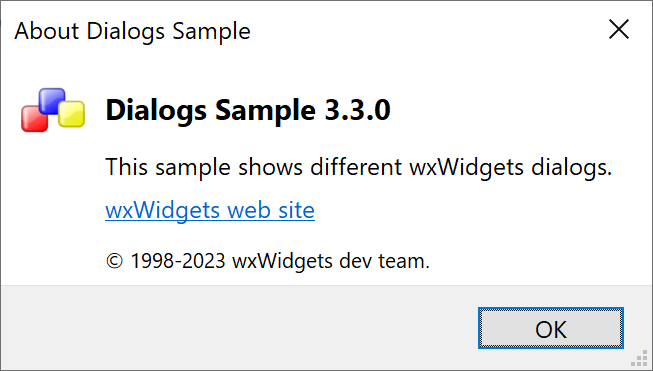 About Dialogs Sample
Dialogs Sample 3.3.0
This sample shows different wxWidgets dialogs.
wxWidgets web site
© 1998-2023 wxWidgets dev team.
OK